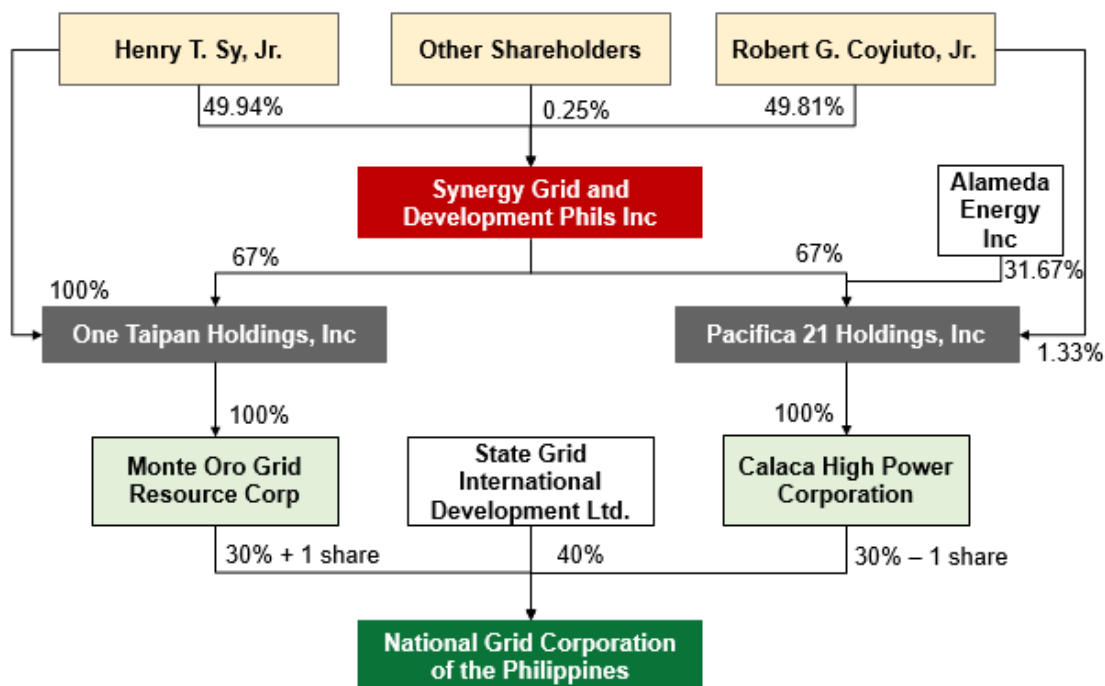 Henry T. Sy, Jr.
Other Shareholders
Robert G. Coyiuto, Jr.
49.94%
0.25%
49.81%
Synergy Grid and
Development Phils Inc
Alameda
Energy
Inc
67%
67%
31.67%
100%
One Taipan Holdings, Inc
Pacifica 21 Holdings, Inc
1.33%
100%
100%
Monte Oro Grid
Resource Corp
State Grid
International
Development Ltd.
Calaca High Power
Corporation
30% + 1 share
40%
30% – 1 share
National Grid Corporation
of the Philippines